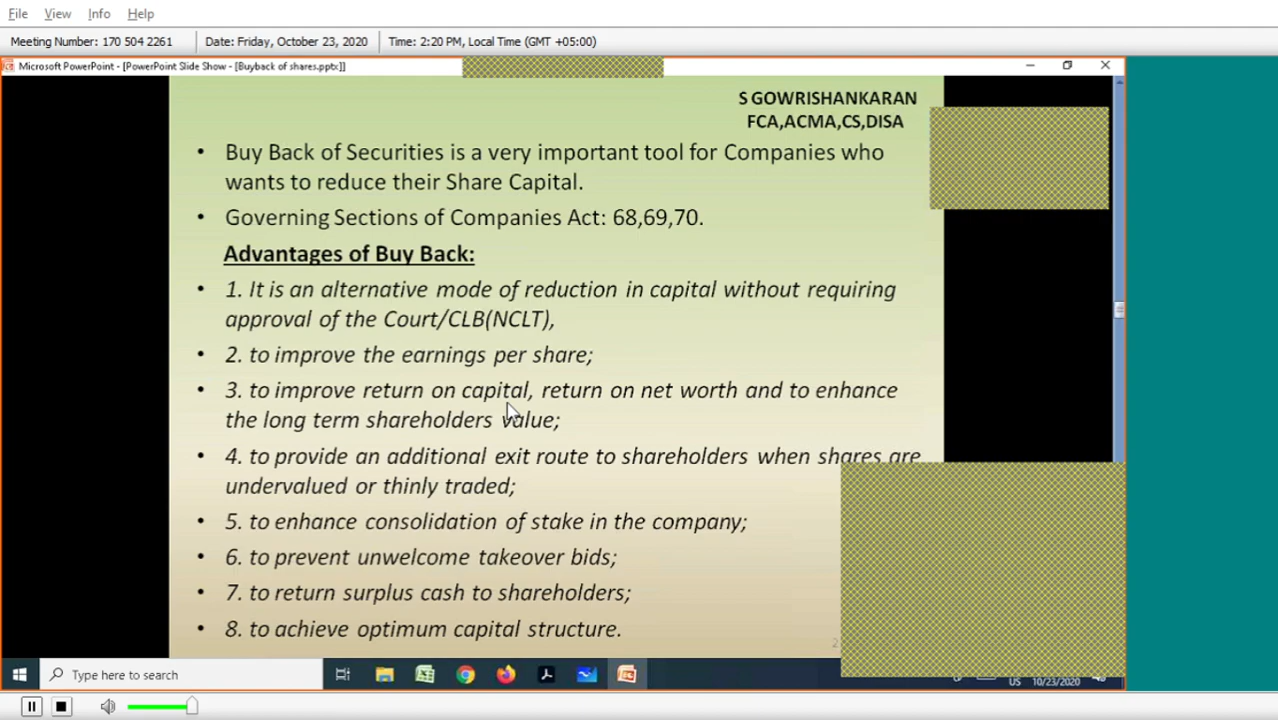 File View Info Help
Meeting Number: 170 504 2261 Date: Friday, October 23, 2020 Time: 2:20 PM, Local Time (GMT +05:00)
Microsoft PowerPoint - [PowerPoint Slide Show - [Buyback of shares.pptx]]
S GOWRISHANKARAN
FCA,ACMA,CS,DISA
• Buy Back of Securities is a very important tool for Companies who
wants to reduce their Share Capital.
• Governing Sections of Companies Act: 68,69,70.
Advantages of Buy Back:
• 1. It is an alternative mode of reduction in capital without requiring
approval of the Court/CLB(NCLT),
• 2. to improve the earnings per share;
• 3. to improve return on capital, return on net worth and to enhance
the long term shareholders value;
• 4. to provide an additional exit route to shareholders when shares are
undervalued or thinly traded;
• 5. to enhance consolidation of stake in the company;
• 6. to prevent unwelcome takeover bids;
• 7. to return surplus cash to shareholders;
• 8. to achieve optimum capital structure.
2
Type here to search
US 10/23/2020